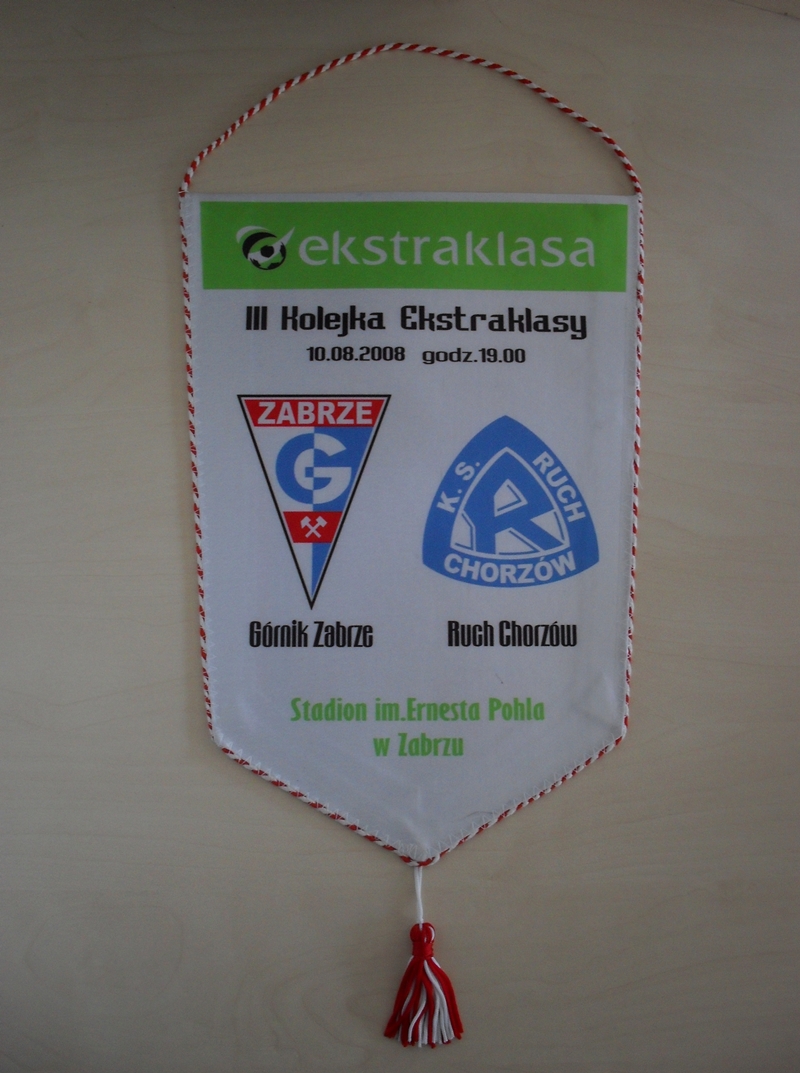 ekstraklasa
III Kolejka Ekstraklasy
10.08.2008 godz.19.00
ZABRZE
G
K. S. RUCH
R
CHORZÓW
Górnik Zabrze
Ruch Chorzów
Stadion im.Ernesta Pohla
w Zabrzu